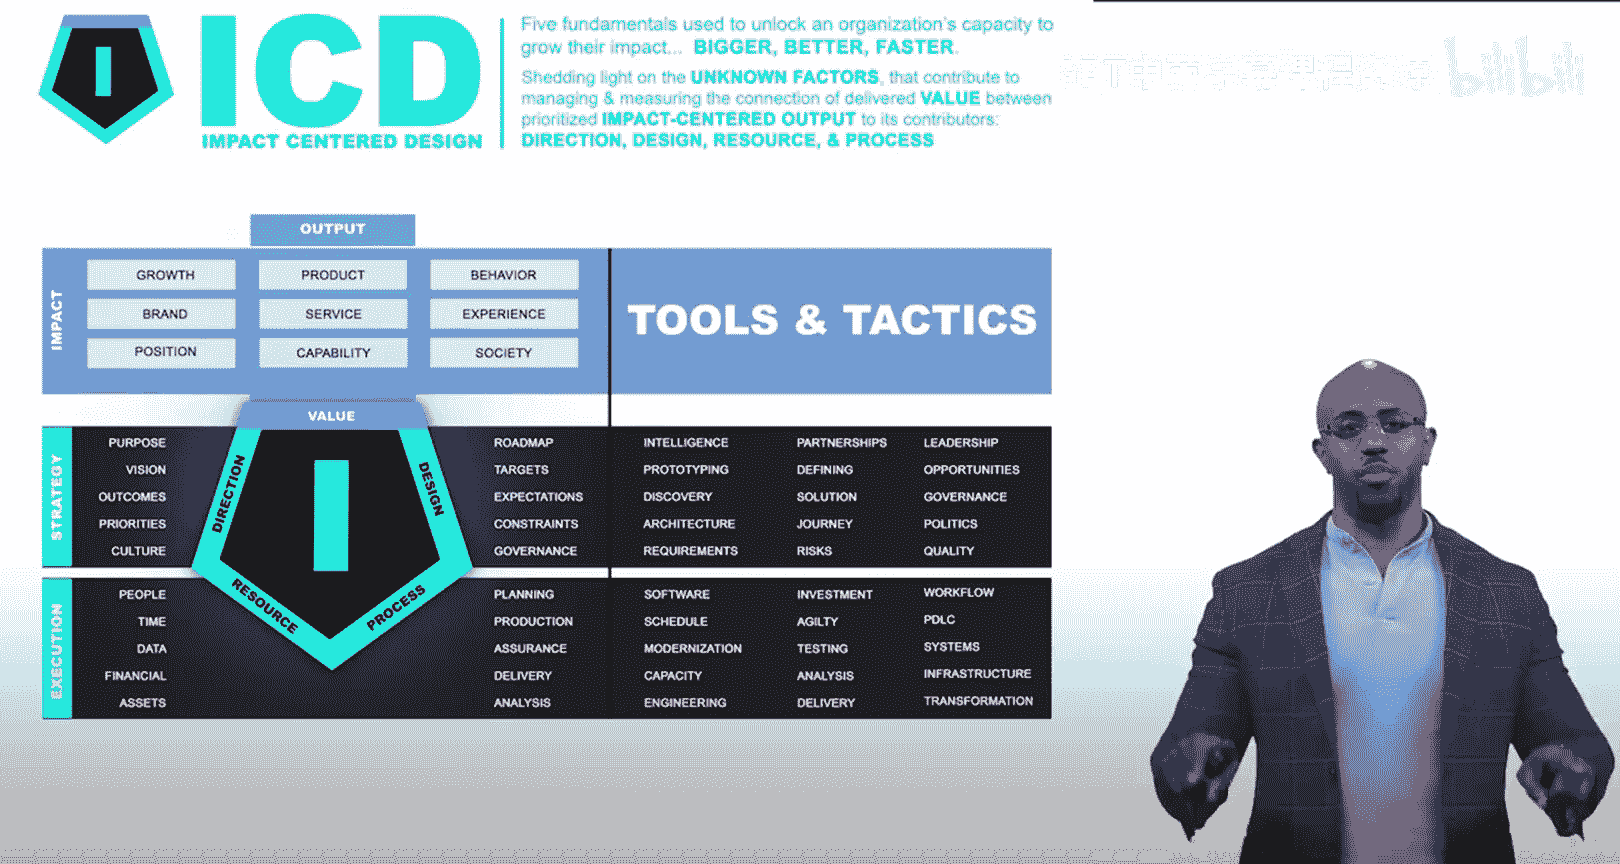 ICD
IMPACT CENTERED DESIGN
Five fundamentals used to unlock an organization's capacity to
grow their impact... BIGGER, BETTER, FASTER.
Shedding light on the UNKNOWN FACTORS, that contribute to
managing & measuring the connection of delivered VALUE between
prioritized IMPACT-CENTERED OUTPUT to its contributors:
DIRECTION, DESIGN, RESOURCE, & PROCESS
bilibili
OUTPUT
IMPACT
GROWTH PRODUCT BEHAVIOR
BRAND SERVICE EXPERIENCE
POSITION CAPABILITY SOCIETY
TOOLS & TACTICS
VALUE
DIRECTION
DESIGN
RESOURCE
PROCESS
I
STRATEGY
PURPOSE ROADMAP INTELLIGENCE PARTNERSHIPS LEADERSHIP
VISION TARGETS PROTOTYPING DEFINING OPPORTUNITIES
OUTCOMES EXPECTATIONS DISCOVERY SOLUTION GOVERNANCE
PRIORITIES CONSTRAINTS ARCHITECTURE JOURNEY POLITICS
CULTURE GOVERNANCE REQUIREMENTS RISKS QUALITY
EXECUTION
PEOPLE PLANNING SOFTWARE INVESTMENT WORKFLOW
TIME PRODUCTION SCHEDULE AGILTY PDLC
DATA ASSURANCE MODERNIZATION TESTING SYSTEMS
FINANCIAL DELIVERY CAPACITY ANALYSIS INFRASTRUCTURE
ASSETS ANALYSIS ENGINEERING DELIVERY TRANSFORMATION